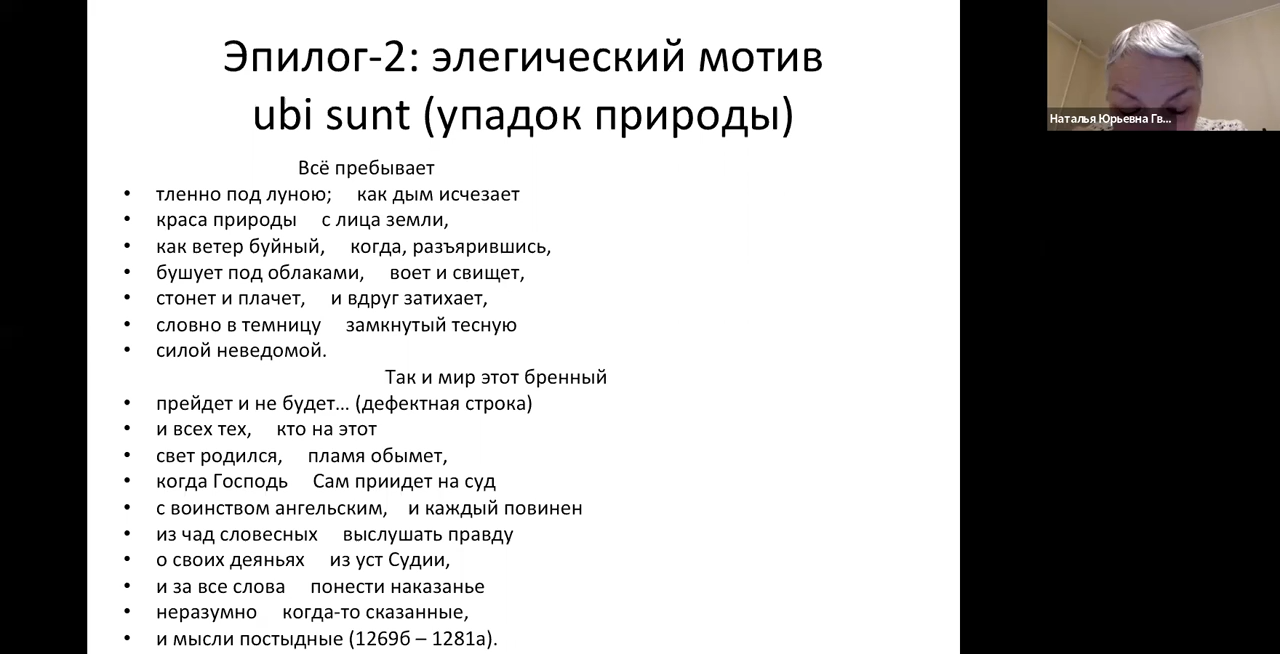 Эпилог-2: элегический мотив
ubi sunt (упадок природы)
Всё пребывает
• тленно под луною; как дым исчезает
• краса природы с лица земли,
• как ветер буйный, когда, разъярившись,
• бушует под облаками, воет и свищет,
• стонет и плачет, и вдруг затихает,
• словно в темницу замкнутый тесную
• силой неведомой.
Так и мир этот бренный
• прейдет и не будет… (дефектная строка)
• и всех тех, кто на этот
• свет родился, пламя обымет,
• когда Господь Сам приидет на суд
• с воинством ангельским, и каждый повинен
• из чад словесных выслушать правду
• о своих деяньях из уст Судии,
• и за все слова понести наказанье
• неразумно когда-то сказанные,
• и мысли постыдные (1269б – 1281а).
Наталья Юрьевна Гв...